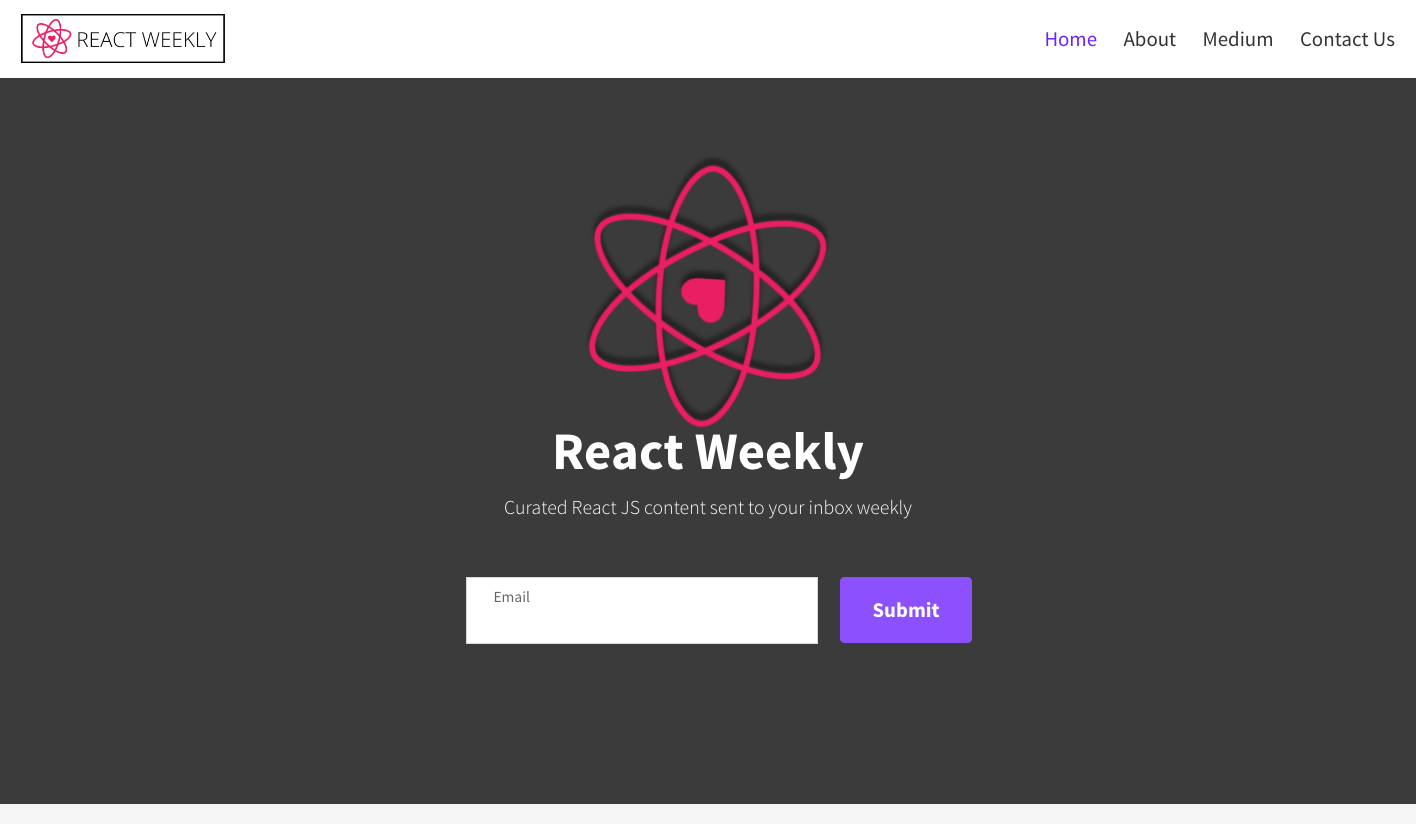 REACT WEEKLY
Home About Medium Contact Us
React Weekly
Curated React JS content sent to your inbox weekly
Email
Submit